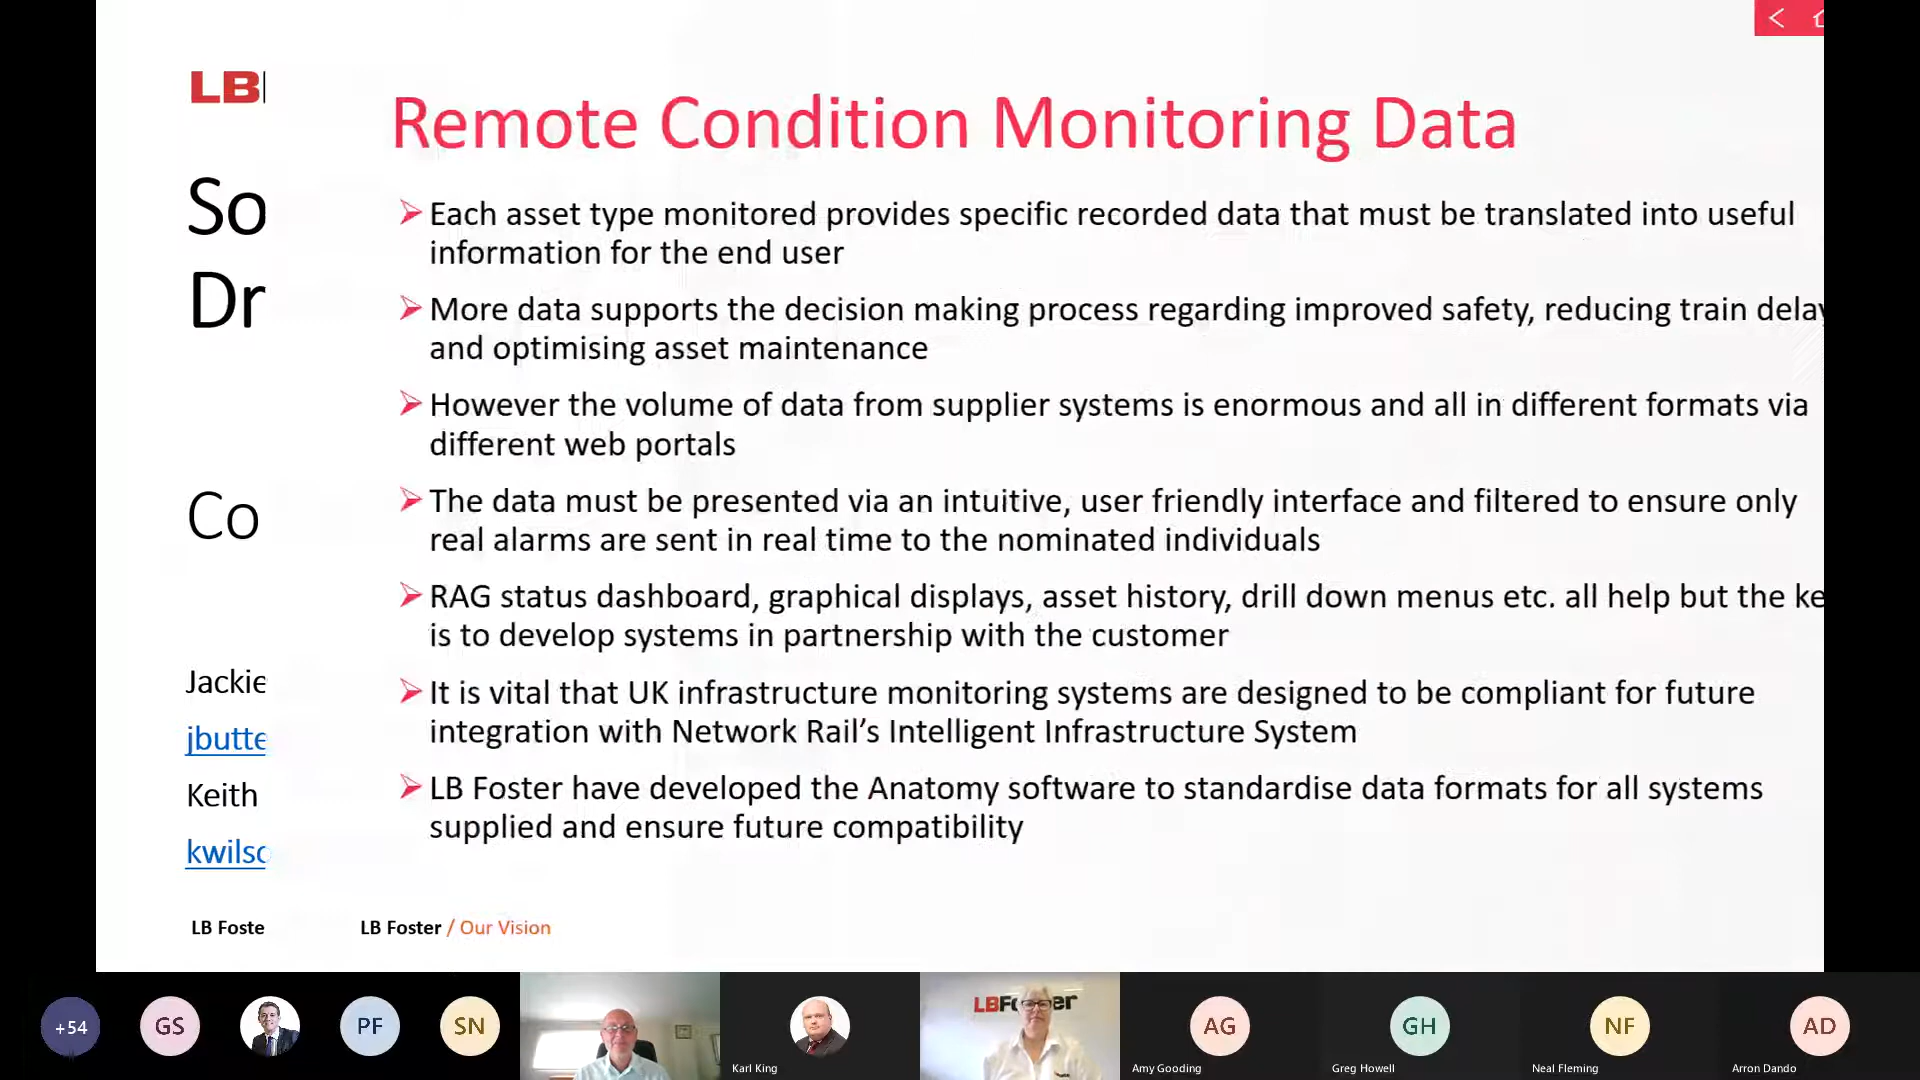 LB
So
Dr
Co
Jackie
jbutte
Keith
kwilso
LB Foste
Remote Condition Monitoring Data
Each asset type monitored provides specific recorded data that must be translated into useful
information for the end user
More data supports the decision making process regarding improved safety, reducing train delay
and optimising asset maintenance
However the volume of data from supplier systems is enormous and all in different formats via
different web portals
The data must be presented via an intuitive, user friendly interface and filtered to ensure only
real alarms are sent in real time to the nominated individuals
RAG status dashboard, graphical displays, asset history, drill down menus etc. all help but the ke
is to develop systems in partnership with the customer
It is vital that UK infrastructure monitoring systems are designed to be compliant for future
integration with Network Rail’s Intelligent Infrastructure System
LB Foster have developed the Anatomy software to standardise data formats for all systems
supplied and ensure future compatibility
LB Foster / Our Vision
+54
GS
PF
SN
Karl King
LBFoster
AG
Amy Gooding
GH
Greg Howell
NF
Neal Fleming
AD
Arron Dando